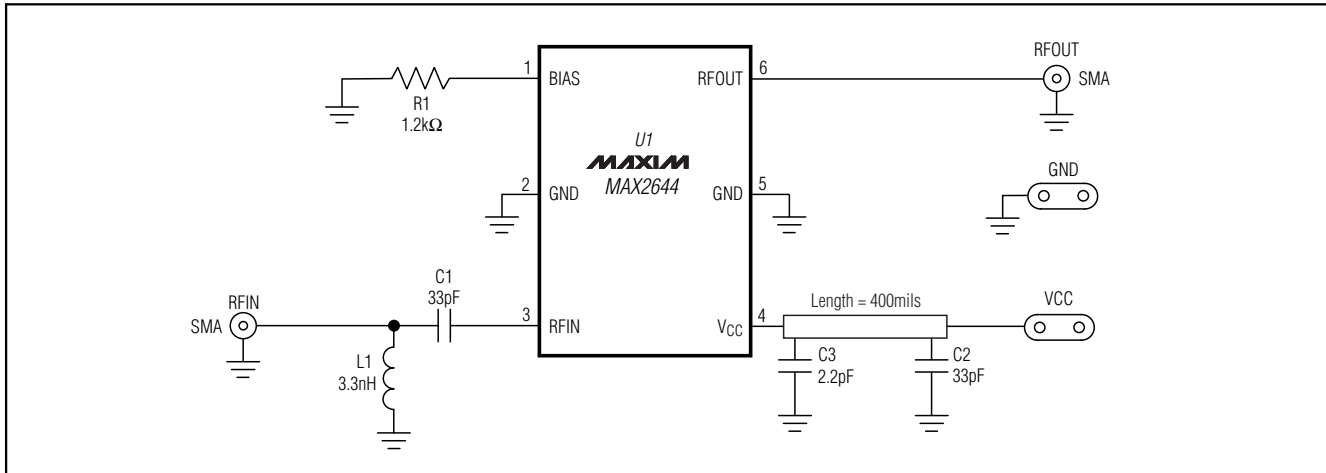 RFOUT
SMA
1
BIAS
RFOUT
6
R1
1.2kΩ
U1
MAXIM
MAX2644
2
GND
GND
5
GND
C1
33pF
RFIN
SMA
3
RFIN
L1
3.3nH
Length = 400mils
VCC
VCC
4
C3
2.2pF
C2
33pF